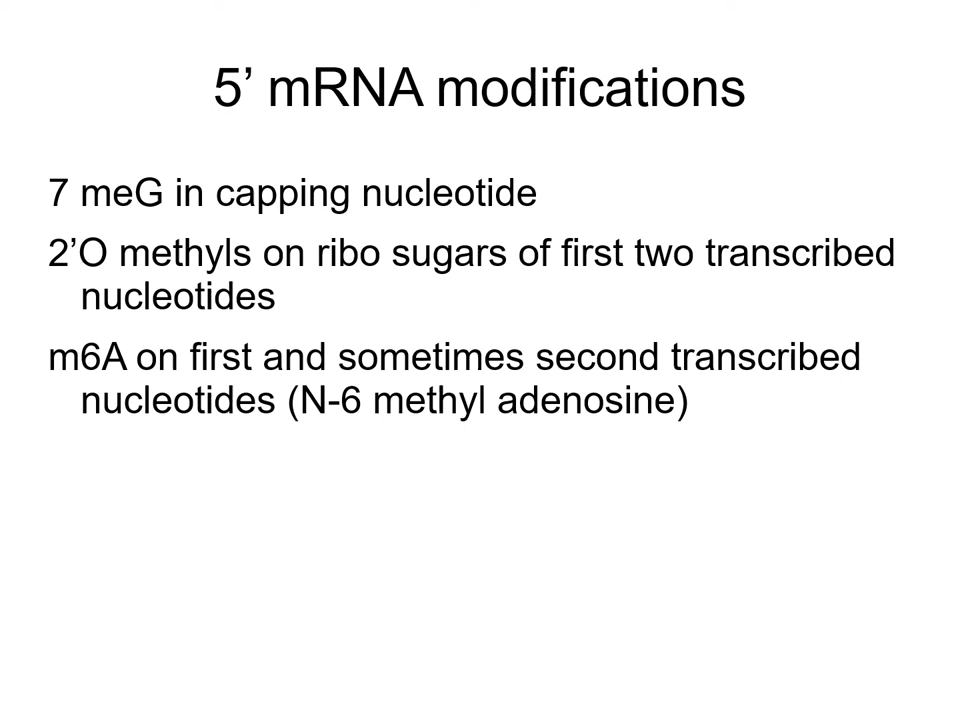 5’ mRNA modifications
7 meG in capping nucleotide
2’O methyls on ribo sugars of first two transcribed
nucleotides
m6A on first and sometimes second transcribed
nucleotides (N-6 methyl adenosine)